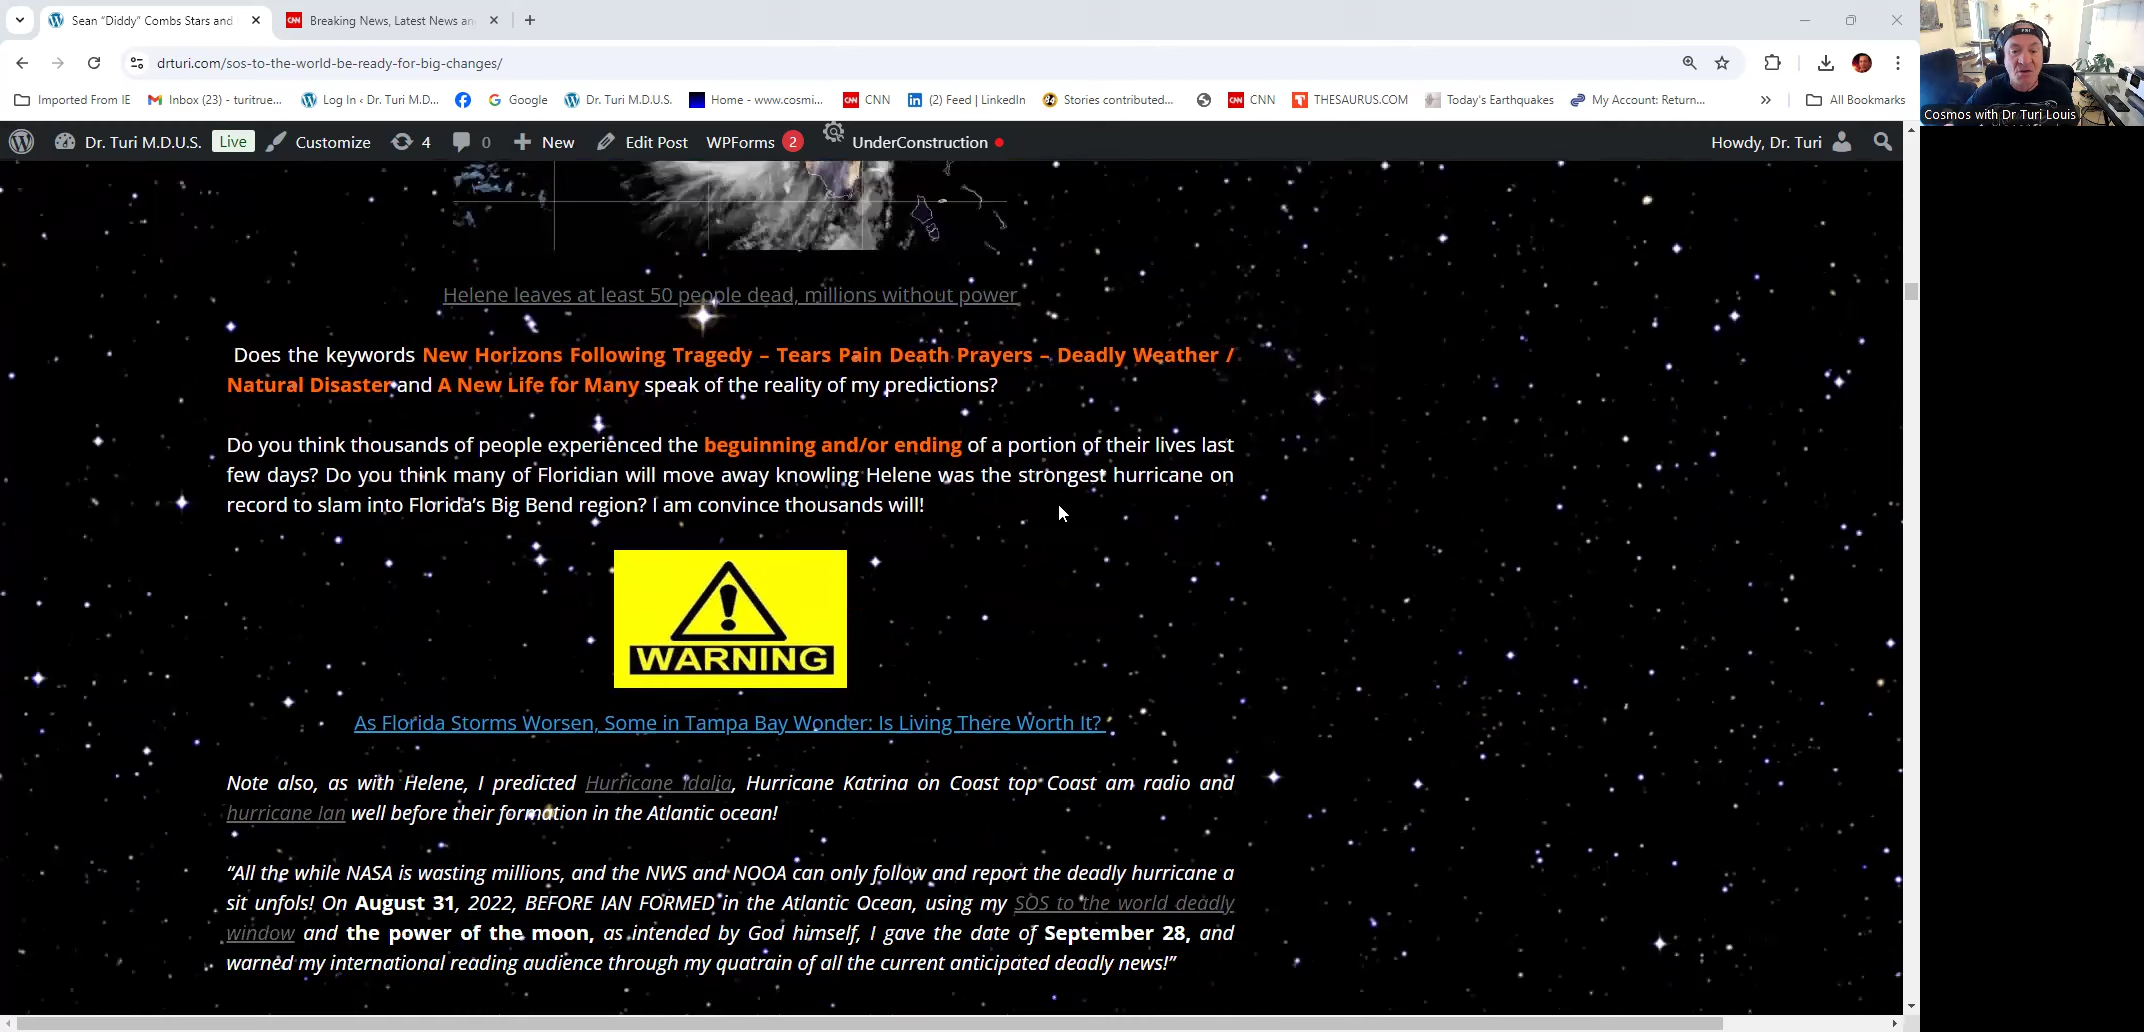 Sean "Diddy" Combs Stars and
Breaking News, Latest News an
drturi.com/sos-to-the-world-be-ready-for-big-changes/
Imported From IE
Inbox (23) - turitrue...
Log In ‹ Dr. Turi M.D...
Google
Dr. Turi M.D.U.S.
Home - www.cosmi...
CNN
(2) Feed | LinkedIn
Stories contributed...
CNN
THESAURUS.COM
Today's Earthquakes
My Account: Return...
»
All Bookmarks
Cosmos with Dr Turi Louis
Dr. Turi M.D.U.S.
Live
Customize
4
0
New
Edit Post
WPForms 2
UnderConstruction
Howdy, Dr. Turi
Helene leaves at least 50 people dead, millions without power
Does the keywords New Horizons Following Tragedy – Tears Pain Death Prayers – Deadly Weather /
Natural Disaster and A New Life for Many speak of the reality of my predictions?
Do you think thousands of people experienced the beguinning and/or ending of a portion of their lives last
few days? Do you think many of Floridian will move away knowling Helene was the strongest hurricane on
record to slam into Florida's Big Bend region? I am convince thousands will!
WARNING
As Florida Storms Worsen, Some in Tampa Bay Wonder: Is Living There Worth It?
Note also, as with Helene, I predicted Hurricane Idalia, Hurricane Katrina on Coast top Coast am radio and
hurricane Ian well before their formation in the Atlantic ocean!
“All the while NASA is wasting millions, and the NWS and NOOA can only follow and report the deadly hurricane a
sit unfols! On August 31, 2022, BEFORE IAN FORMED in the Atlantic Ocean, using my SOS to the world deadly
window and the power of the moon, as intended by God himself, I gave the date of September 28, and
warned my international reading audience through my quatrain of all the current anticipated deadly news!”